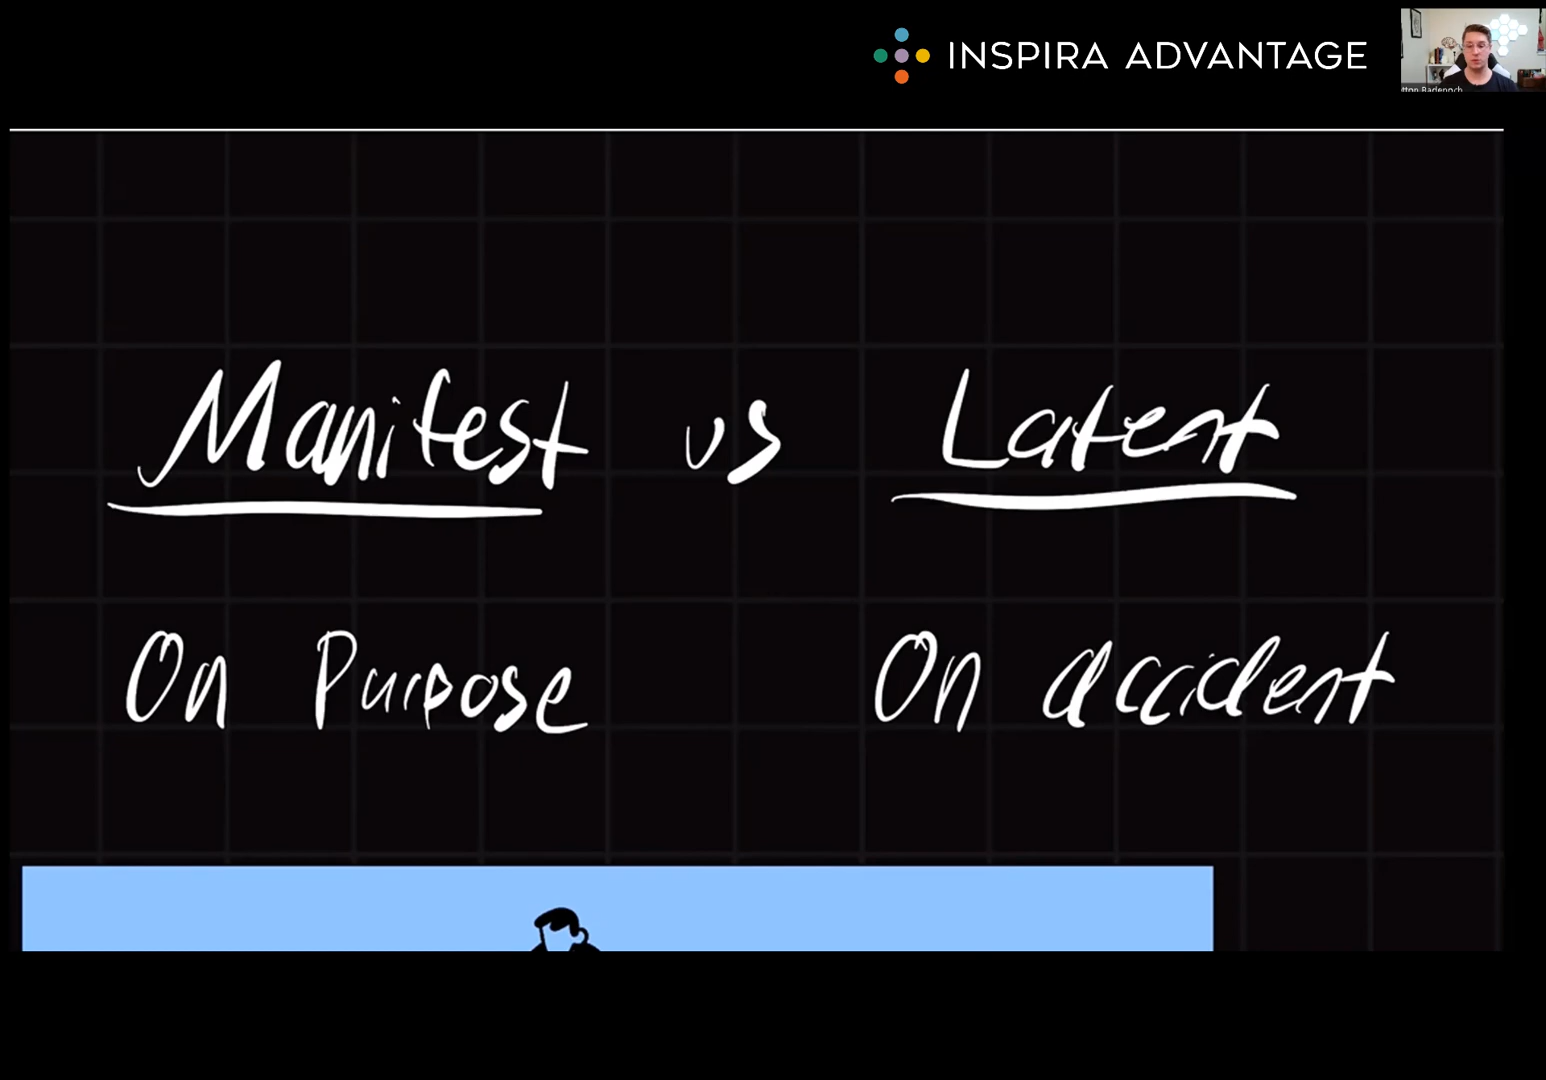 INSPIRA ADVANTAGE
Manifest vs Latent
On Purpose On accident